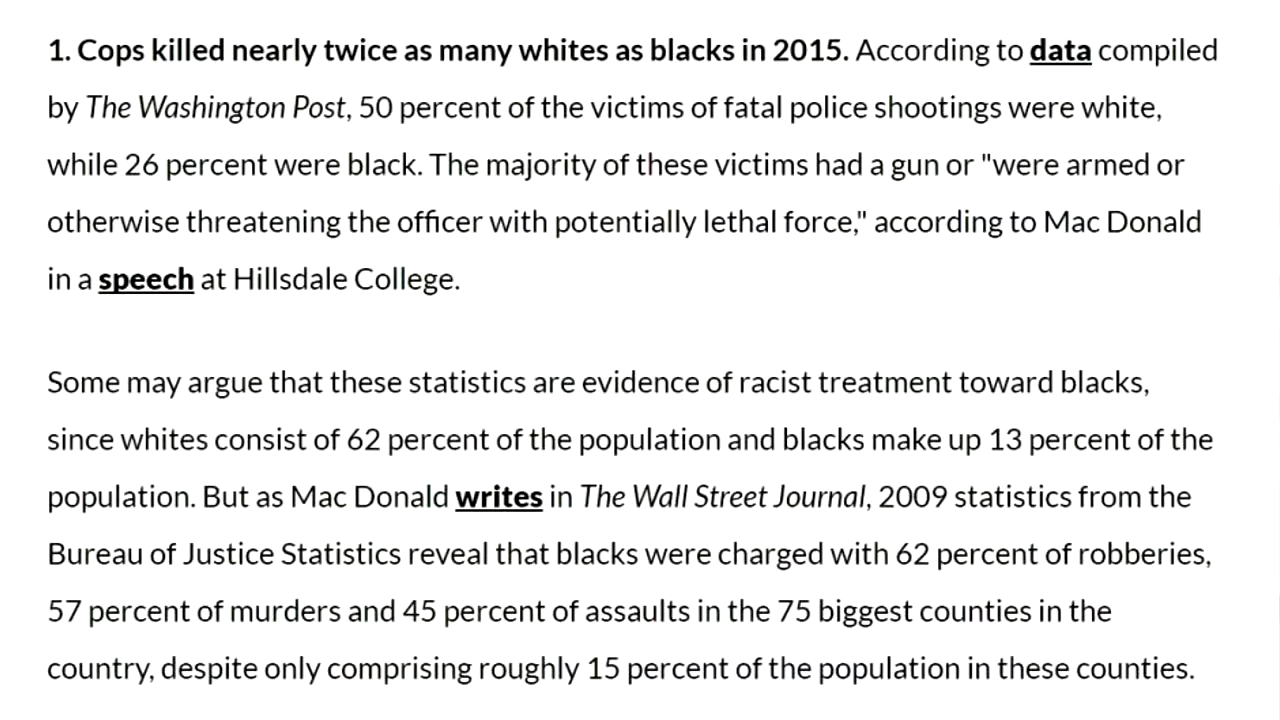 1. Cops killed nearly twice as many whites as blacks in 2015. According to data compiled
by The Washington Post, 50 percent of the victims of fatal police shootings were white,
while 26 percent were black. The majority of these victims had a gun or "were armed or
otherwise threatening the officer with potentially lethal force," according to Mac Donald
in a speech at Hillsdale College.
Some may argue that these statistics are evidence of racist treatment toward blacks,
since whites consist of 62 percent of the population and blacks make up 13 percent of the
population. But as Mac Donald writes in The Wall Street Journal, 2009 statistics from the
Bureau of Justice Statistics reveal that blacks were charged with 62 percent of robberies,
57 percent of murders and 45 percent of assaults in the 75 biggest counties in the
country, despite only comprising roughly 15 percent of the population in these counties.